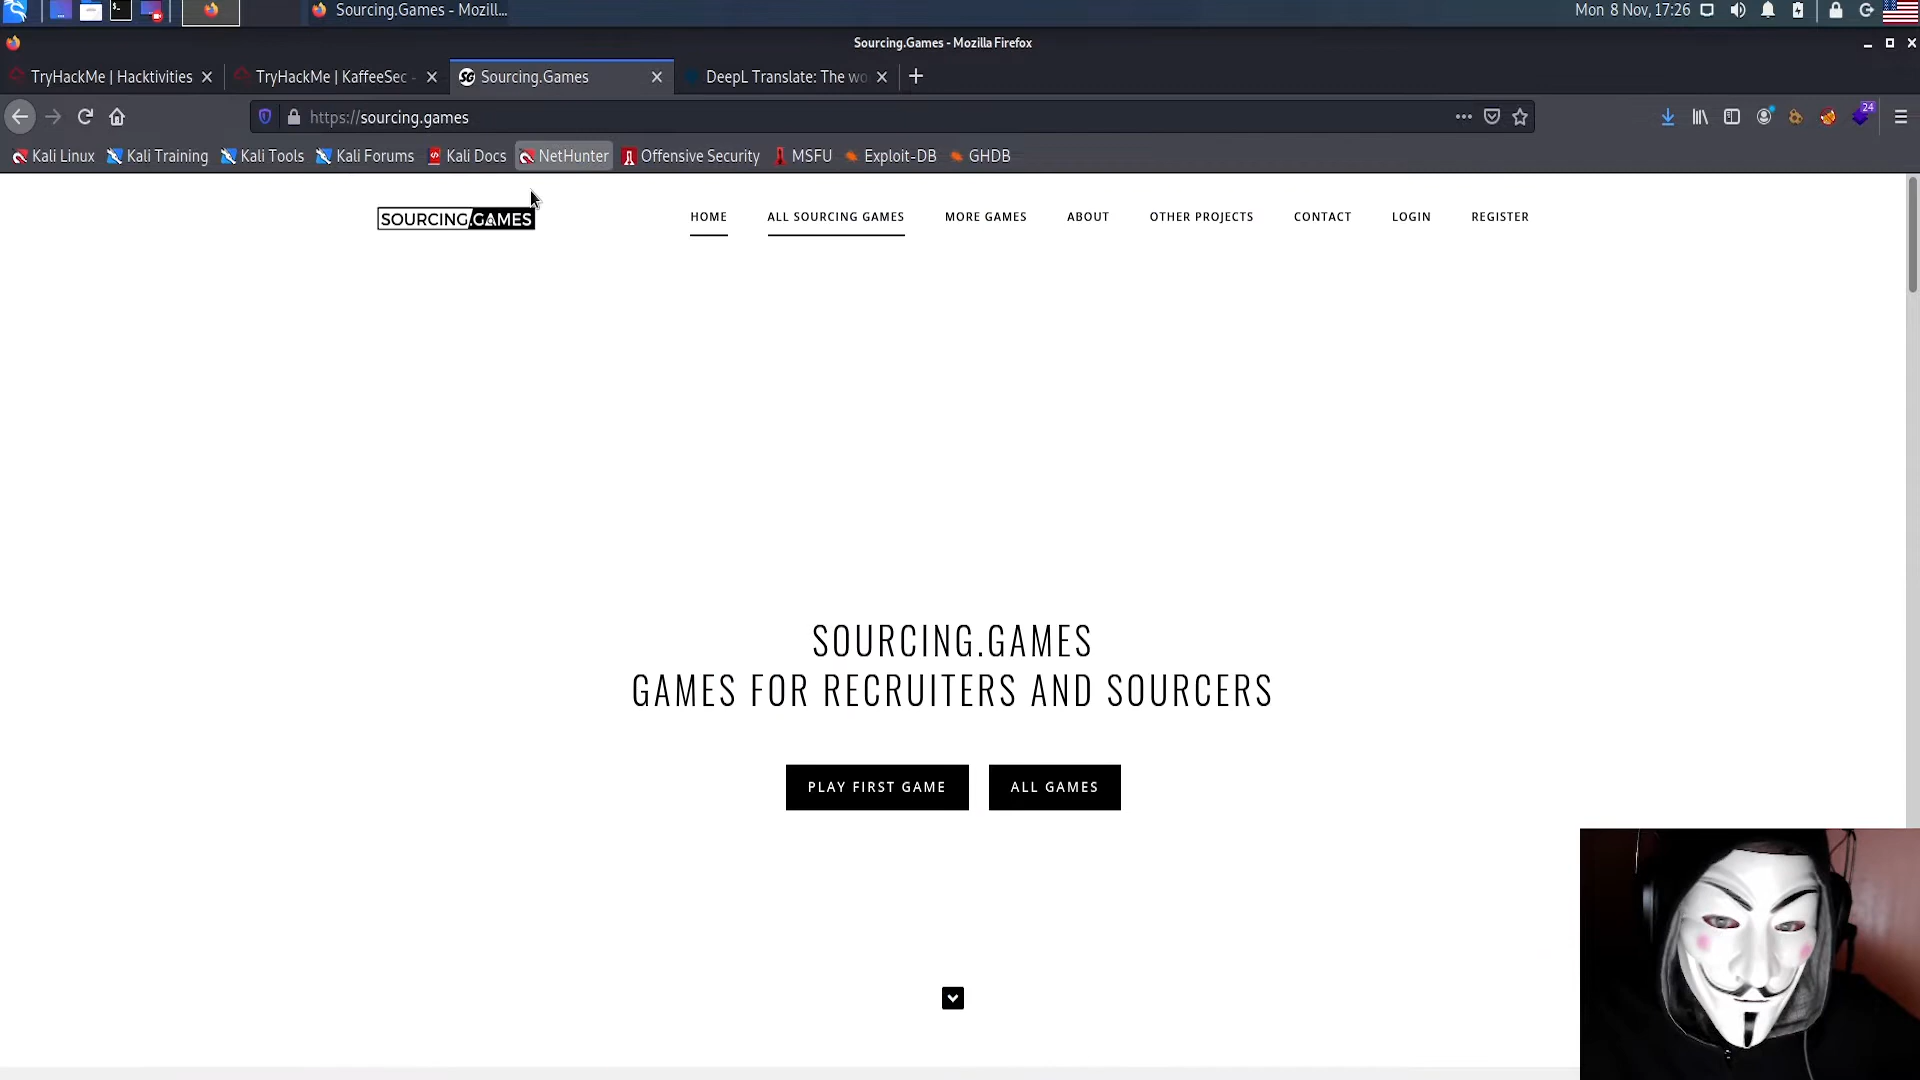 Sourcing.Games - Mozill...
Mon 8 Nov, 17:26
Sourcing.Games - Mozilla Firefox
TryHackMe | Hacktivities
TryHackMe | KaffeeSec -
Sourcing.Games
DeepL Translate: The wo
https://sourcing.games
24
Kali Linux
Kali Training
Kali Tools
Kali Forums
Kali Docs
NetHunter
Offensive Security
MSFU
Exploit-DB
GHDB
SOURCING.GAMES
HOME
ALL SOURCING GAMES
MORE GAMES
ABOUT
OTHER PROJECTS
CONTACT
LOGIN
REGISTER
SOURCING.GAMES
GAMES FOR RECRUITERS AND SOURCERS
PLAY FIRST GAME
ALL GAMES